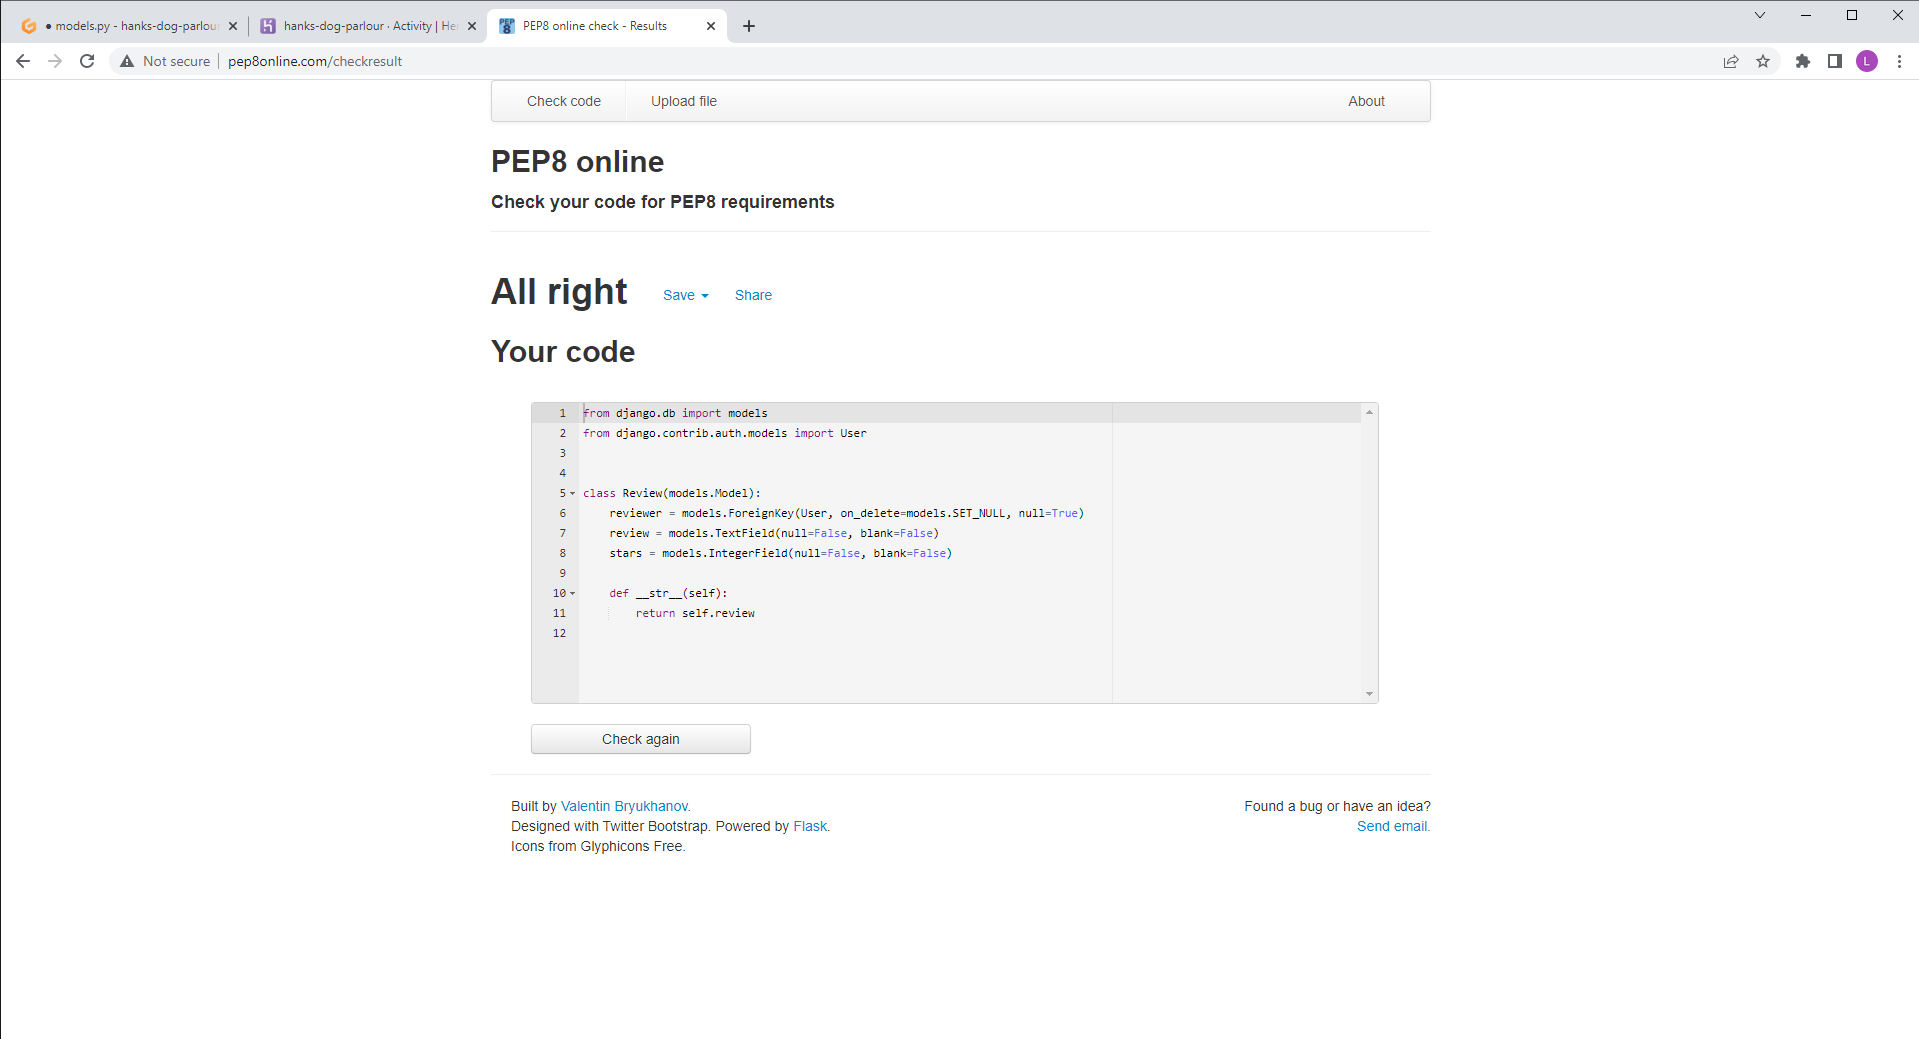 ● models.py - hanks-dog-parlour
hanks-dog-parlour · Activity | He
PEP8 online check - Results
Not secure
pep8online.com/checkresult
L
Check code
Upload file
About
PEP8 online
Check your code for PEP8 requirements
All right
Save
Share
Your code
1 from django.db import models
2 from django.contrib.auth.models import User
3
4
5 class Review(models.Model):
6     reviewer = models.ForeignKey(User, on_delete=models.SET_NULL, null=True)
7     review = models.TextField(null=False, blank=False)
8     stars = models.IntegerField(null=False, blank=False)
9
10     def __str__(self):
11         return self.review
12
Check again
Built by Valentin Bryukhanov.
Designed with Twitter Bootstrap. Powered by Flask.
Icons from Glyphicons Free.
Found a bug or have an idea?
Send email.